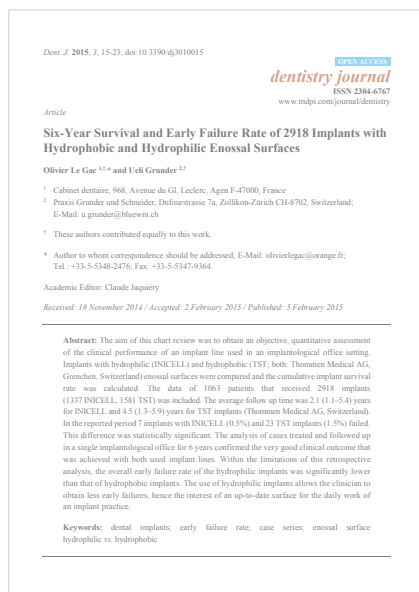 Dent. J. 2015, 3, 15-23; doi:10.3390/dj3010015
OPEN ACCESS
dentistry journal
ISSN 2304-6767
www.mdpi.com/journal/dentistry
Article
Six-Year Survival and Early Failure Rate of 2918 Implants with
Hydrophobic and Hydrophilic Enossal Surfaces
Olivier Le Gac 1,†,* and Ueli Grunder 2,†
1 Cabinet dentaire, 968, Avenue du Gl. Leclerc, Agen F-47000, France
2 Praxis Grunder und Schneider, Dufourstrasse 7a, Zollikon-Zürich CH-8702, Switzerland;
E-Mail: u.grunder@bluewin.ch
† These authors contributed equally to this work.
* Author to whom correspondence should be addressed; E-Mail: olivierlegac@orange.fr;
Tel.: +33-5-5348-2476; Fax: +33-5-5347-9364.
Academic Editor: Claude Jaquiéry
Received: 18 November 2014 / Accepted: 2 February 2015 / Published: 5 February 2015
Abstract: The aim of this chart review was to obtain an objective, quantitative assessment
of the clinical performance of an implant line used in an implantological office setting.
Implants with hydrophilic (INICELL) and hydrophobic (TST; both: Thommen Medical AG,
Grenchen, Switzerland) enossal surfaces were compared and the cumulative implant survival
rate was calculated. The data of 1063 patients that received 2918 implants
(1337 INICELL, 1581 TST) was included. The average follow up time was 2.1 (1.1–5.4) years
for INICELL and 4.5 (1.3–5.9) years for TST implants (Thommen Medical AG, Switzerland).
In the reported period 7 implants with INICELL (0.5%) and 23 TST implants (1.5%) failed.
This difference was statistically significant. The analysis of cases treated and followed up
in a single implantological office for 6 years confirmed the very good clinical outcome that
was achieved with both used implant lines. Within the limitations of this retrospective
analysis, the overall early failure rate of the hydrophilic implants was significantly lower
than that of hydrophobic implants. The use of hydrophilic implants allows the clinician to
obtain less early failures, hence the interest of an up-to-date surface for the daily work of
an implant practice.
Keywords: dental implants; early failure rate; case series; enossal surface
hydrophilic vs. hydrophobic